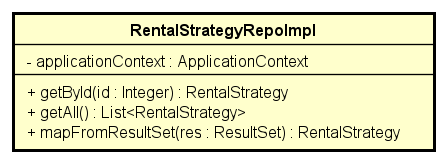 RentalStrategyRepoImpl
- applicationContext : ApplicationContext
+ getById(id : Integer) : RentalStrategy
+ getAll() : List<RentalStrategy>
+ mapFromResultSet(res : ResultSet) : RentalStrategy